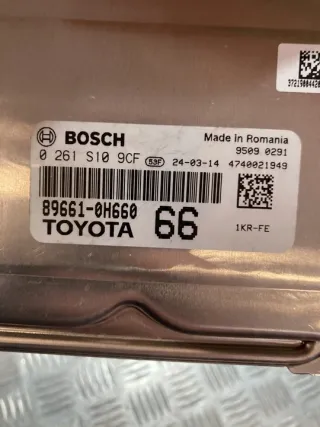 3721900442
BOSCH
Made in Romania
9509 0291
0 261 S10 9CF 53F 24-03-14 4740021949
89661-0H660
TOYOTA 66 1KR-FE